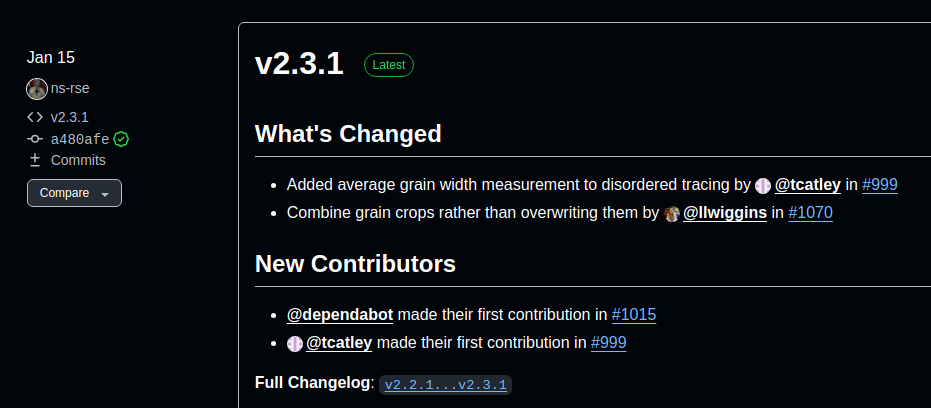 Jan 15
ns-rse
v2.3.1
a480afe
Commits
Compare
v2.3.1 Latest
What's Changed
Added average grain width measurement to disordered tracing by @tcatley in #999
Combine grain crops rather than overwriting them by @llwiggins in #1070
New Contributors
@dependabot made their first contribution in #1015
@tcatley made their first contribution in #999
Full Changelog: v2.2.1...v2.3.1